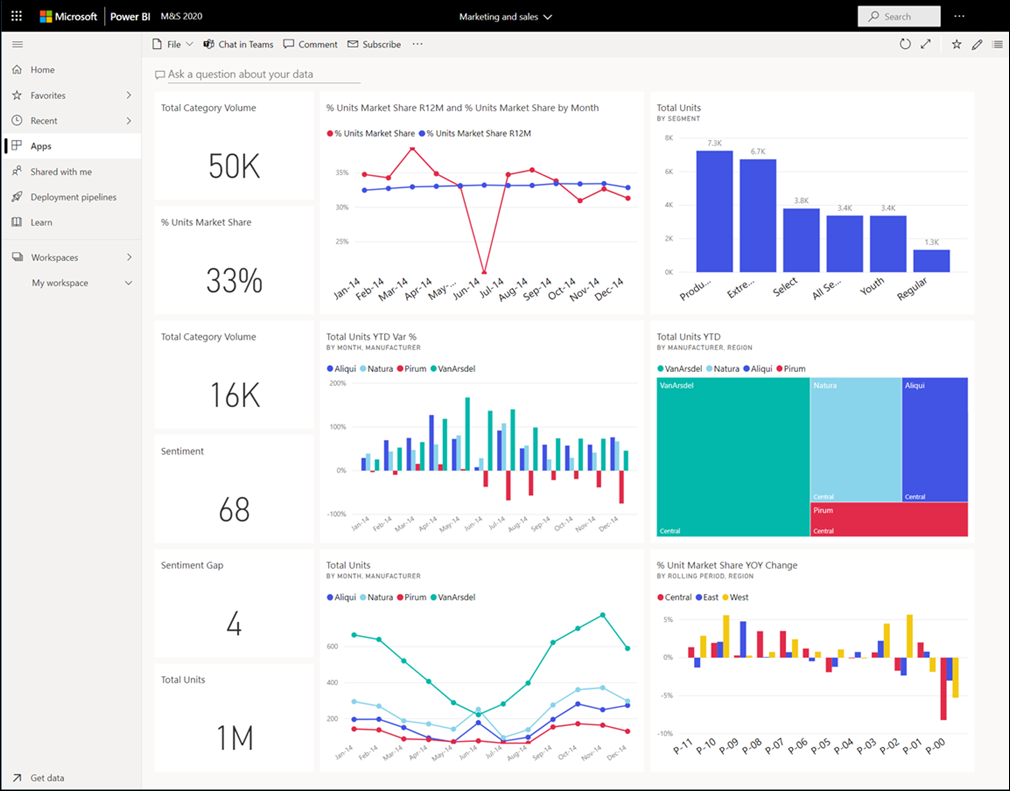 Microsoft Power BI M&S 2020 Marketing and sales Search
File Chat in Teams Comment Subscribe
Ask a question about your data
Home
Favorites
Recent
Apps
Shared with me
Deployment pipelines
Learn
Workspaces
My workspace
Get data
Total Category Volume
50K
% Units Market Share
33%
Total Category Volume
16K
Sentiment
68
Sentiment Gap
4
Total Units
1M
% Units Market Share R12M and % Units Market Share by Month
% Units Market Share % Units Market Share R12M
35%
30%
25%
Jan-14 Feb-14 Mar-14 Apr-14 May-... Jun-14 Jul-14 Aug-14 Sep-14 Oct-14 Nov-14 Dec-14
Total Units
BY SEGMENT
8K
6K
4K
2K
0K
7.3K 6.7K 3.8K 3.4K 3.4K 1.3K
Produ... Extre... Select All Se... Youth Regular
Total Units YTD Var %
BY MONTH, MANUFACTURER
Aliqui Natura Pirum VanArsdel
200%
100%
0%
-100%
Jan-14 Feb-14 Mar-14 Apr-14 May-14 Jun-14 Jul-14 Aug-14 Sep-14 Oct-14 Nov-14 Dec-14
Total Units YTD
BY MANUFACTURER, REGION
VanArsdel Natura Aliqui Pirum
VanArsdel
Central
Natura
Central
Aliqui
Central
Pirum
Central
Total Units
BY MONTH, MANUFACTURER
Aliqui Natura Pirum VanArsdel
600
400
200
Jan-14 Feb-14 Mar-14 Apr-14 May-14 Jun-14 Jul-14 Aug-14 Sep-14 Oct-14 Nov-14 Dec-14
% Unit Market Share YOY Change
BY ROLLING PERIOD, REGION
Central East West
5%
0%
-5%
-10%
P-11 P-10 P-09 P-08 P-07 P-06 P-05 P-04 P-03 P-02 P-01 P-00